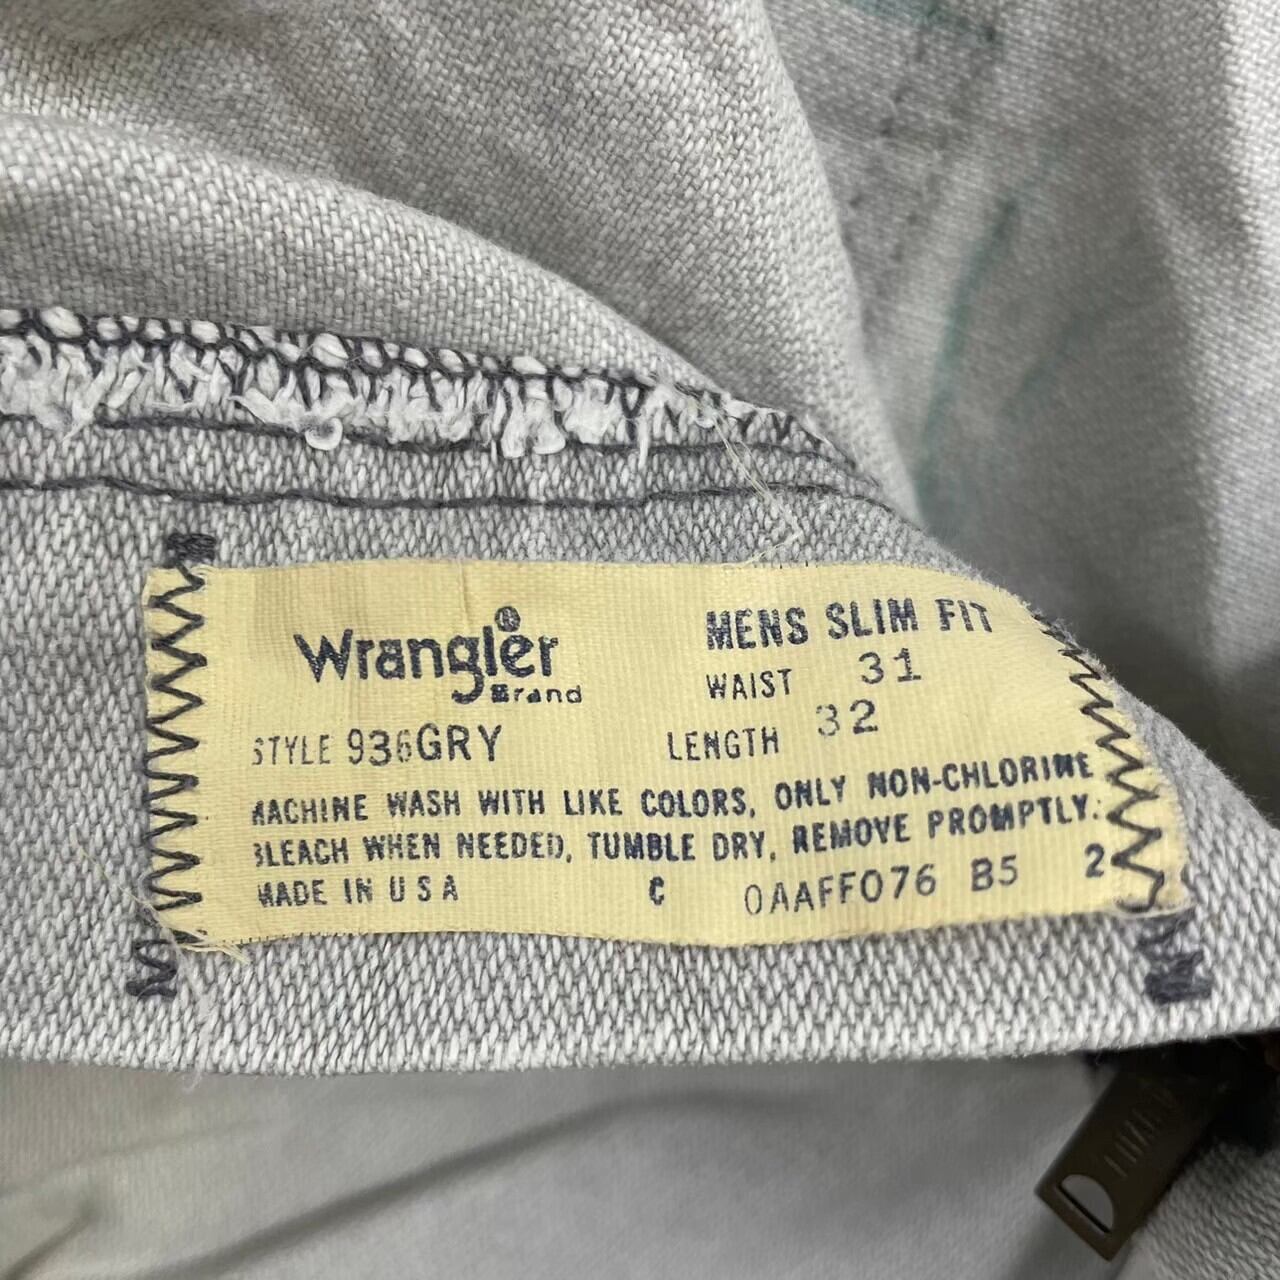 Wrangler®
Brand
MENS SLIM FIT
WAIST 31
STYLE 936GRY
LENGTH 32
MACHINE WASH WITH LIKE COLORS, ONLY NON-CHLORINE
BLEACH WHEN NEEDED, TUMBLE DRY, REMOVE PROMPTLY.
MADE IN U S A C 0AAFF076 B5 2